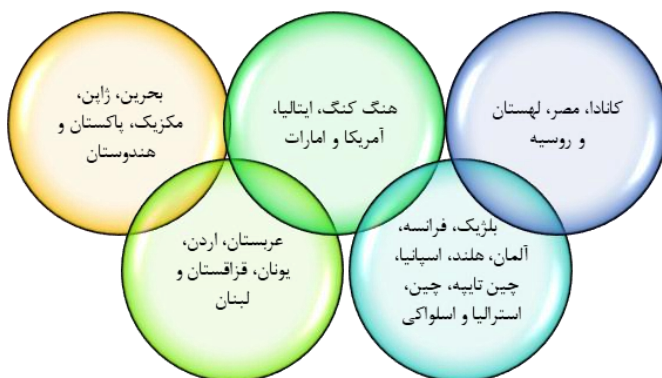 کانادا، مصر، لهستان
و روسیه
هنگ کنگ، ایتالیا،
آمریکا و امارات
بحرین، ژاپن،
مکزیک، پاکستان و
هندوستان
بلژیک، فرانسه،
آلمان، هلند، اسپانیا،
چین تایپه، چین،
استرالیا و اسلواکی
عربستان، اردن،
یونان، قزاقستان و
لبنان